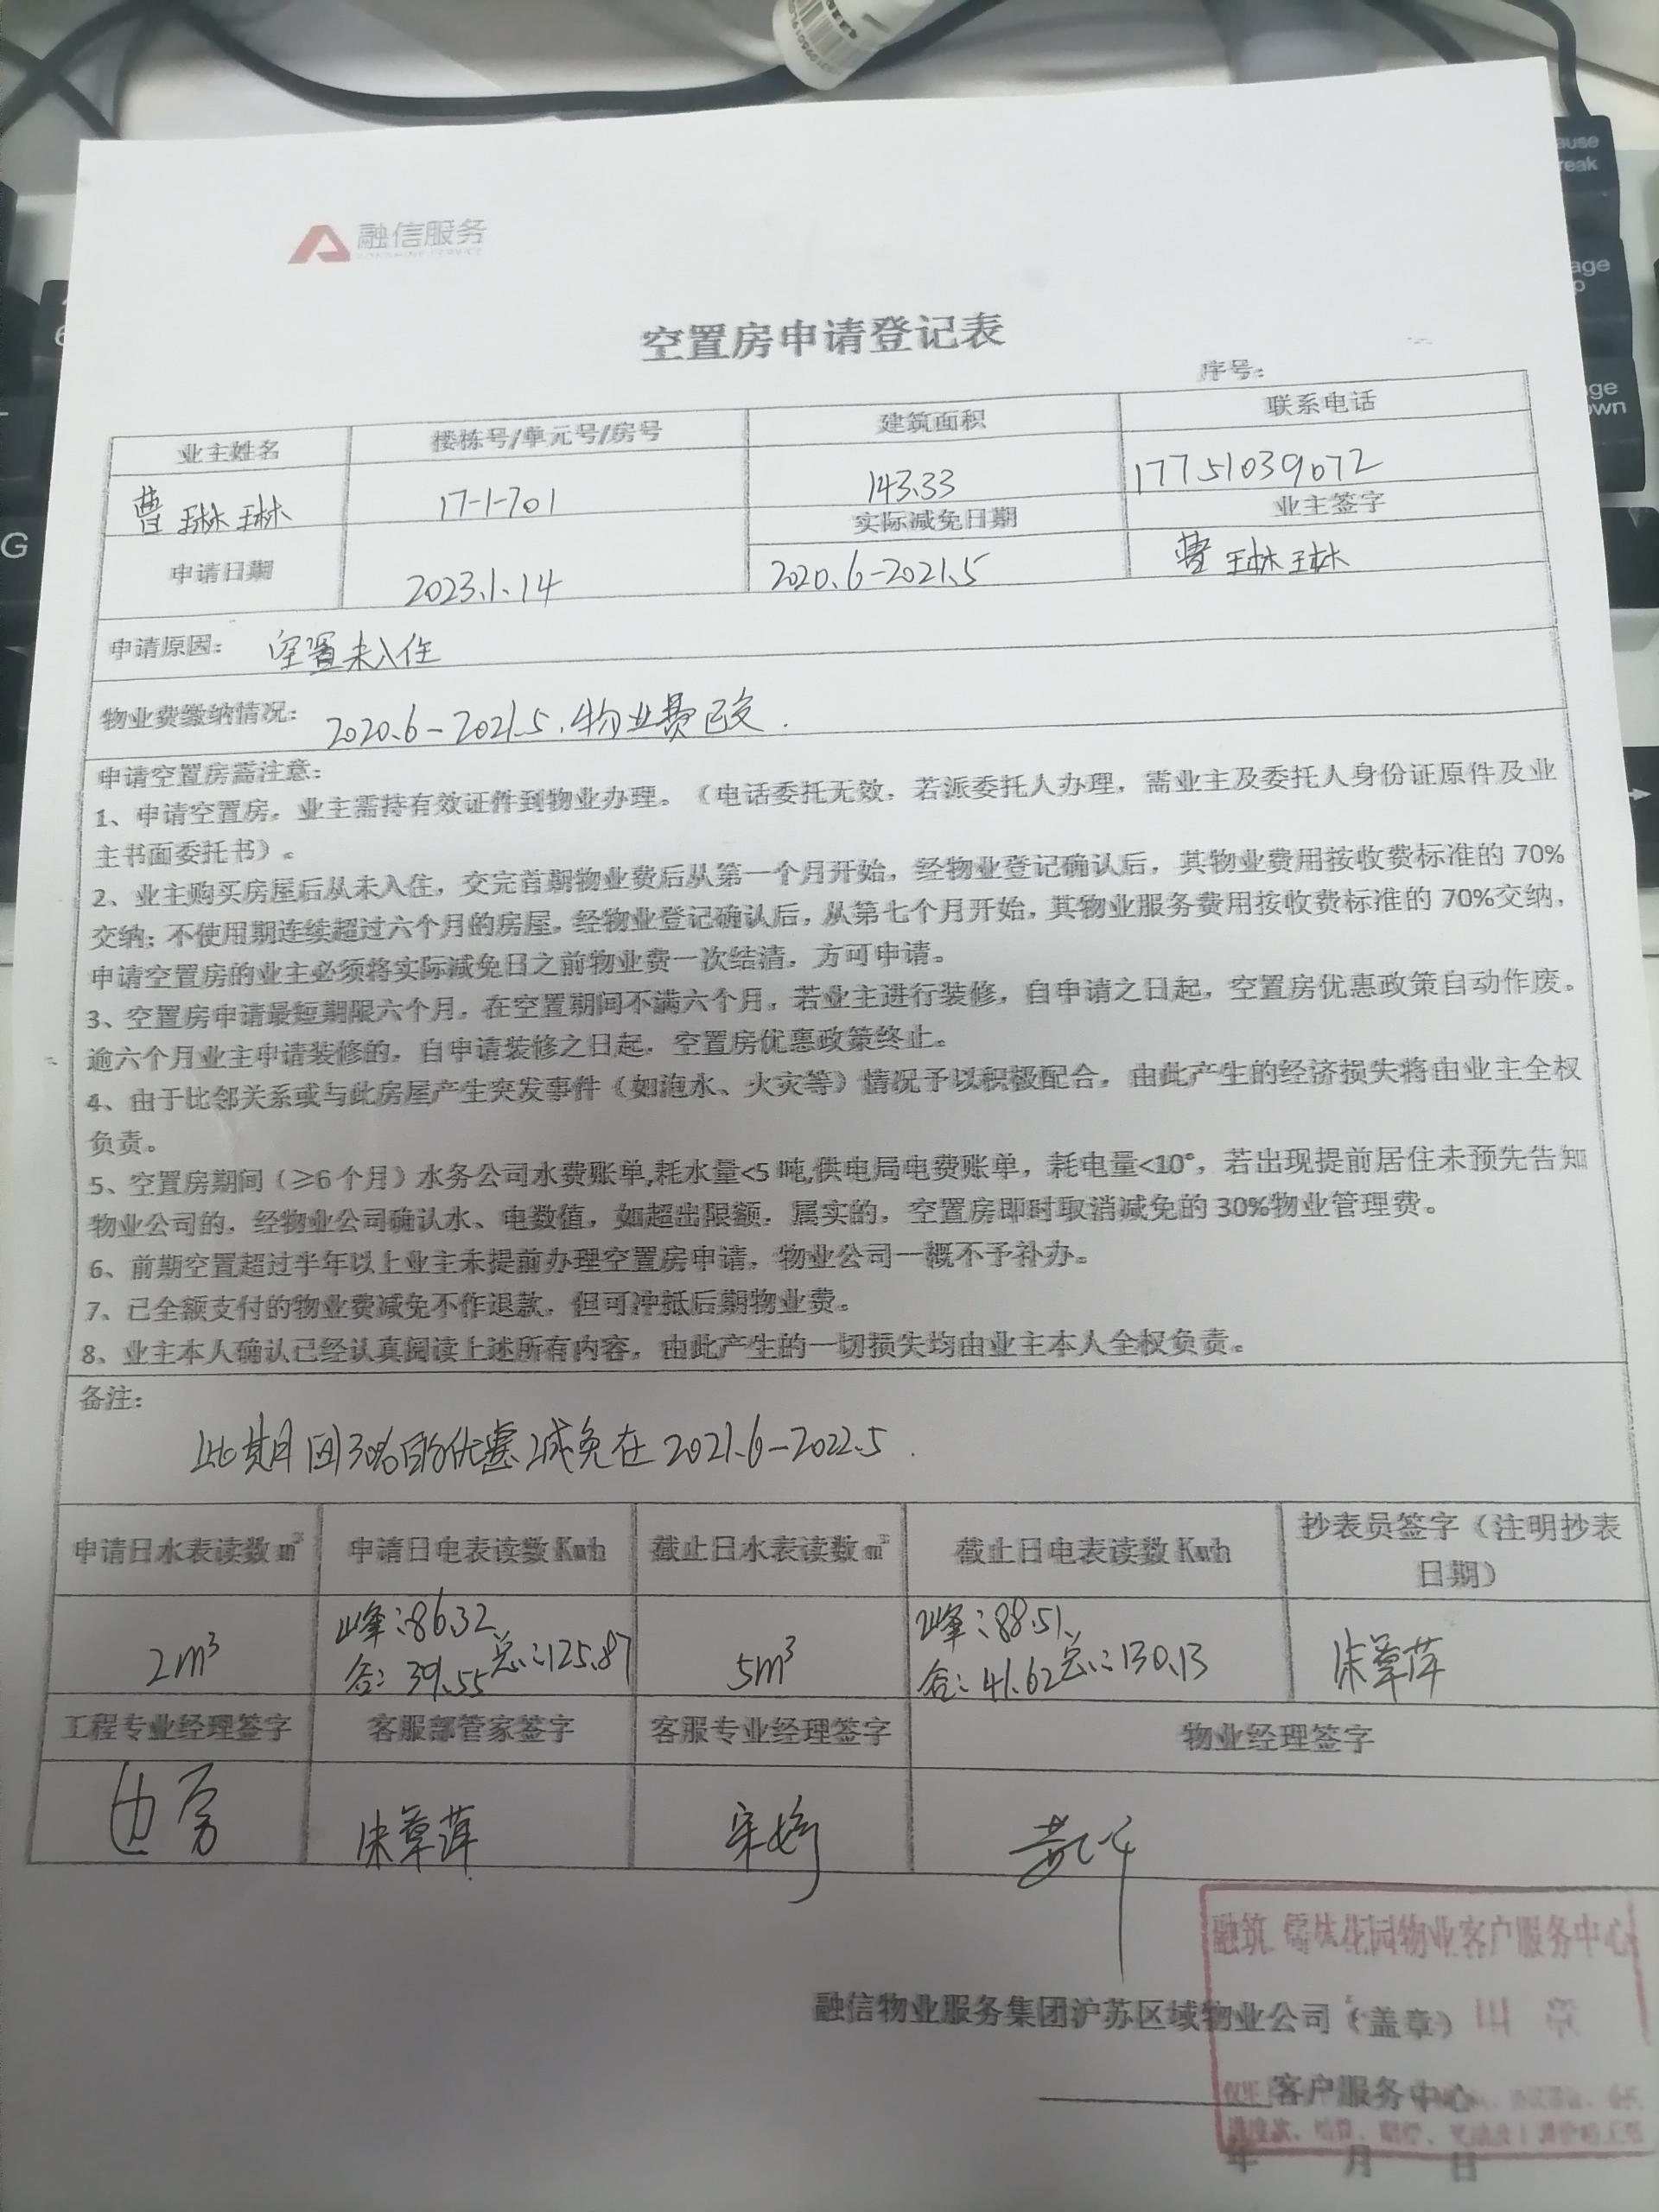 融信服务
空置房申请登记表
序号：
业主姓名 楼栋号/单元号/房号 建筑面积 联系电话
曹琳琳 17-1-701 143.33 17751039072
实际减免日期 业主签字
申请日期 2023.1.14 2020.6-2021.5 曹琳琳
申请原因： 空置未入住
物业费缴纳情况： 2020.6-2021.5.物业费已交.
申请空置房需注意：
1、申请空置房，业主需持有效证件到物业办理。（电话委托无效，若派委托人办理，需业主及委托人身份证原件及业
主书面委托书）。
2、业主购买房屋后从未入住，交完首期物业费后从第一个月开始，经物业登记确认后，其物业费用按收费标准的 70%
交纳；不使用期连续超过六个月的房屋，经物业登记确认后，从第七个月开始，其物业服务费用按收费标准的 70%交纳，
申请空置房的业主必须将实际减免日之前物业费一次结清，方可申请。
3、空置房申请最短期限六个月，在空置期间不满六个月，若业主进行装修，自申请之日起，空置房优惠政策自动作废。
逾六个月业主申请装修的，自申请装修之日起，空置房优惠政策终止。
4、由于比邻关系或与此房屋产生突发事件（如泡水、火灾等）情况予以积极配合，由此产生的经济损失将由业主全权
负责。
5、空置房期间（≥6 个月）水务公司水费账单,耗水量<5 吨,供电局电费账单，耗电量<10°，若出现提前居住未预先告知
物业公司的，经物业公司确认水、电数值，如超出限额，属实的，空置房即时取消减免的 30%物业管理费。
6、前期空置超过半年以上业主未提前办理空置房申请，物业公司一概不予补办。
7、已全额支付的物业费减免不作退款，但可冲抵后期物业费。
8、业主本人确认已经认真阅读上述所有内容，由此产生的一切损失均由业主本人全权负责。
备注：
此期间30%的优惠减免在2021.6-2022.5.
申请日水表读数 m³ 申请日电表读数 Kwh 截止日水表读数 m³ 截止日电表读数 Kwh 抄表员签字（注明抄表
日期）
2m³ 峰：86.32 谷：39.55 总：125.87 5m³ 峰：88.51 谷：41.62 总：130.13
工程专业经理签字 客服部管家签字 客服专业经理签字 物业经理签字
融筑 儒林花园物业客户服务中心
融信物业服务集团沪苏区域物业公司（盖章）
客户服务中心
年 月 日